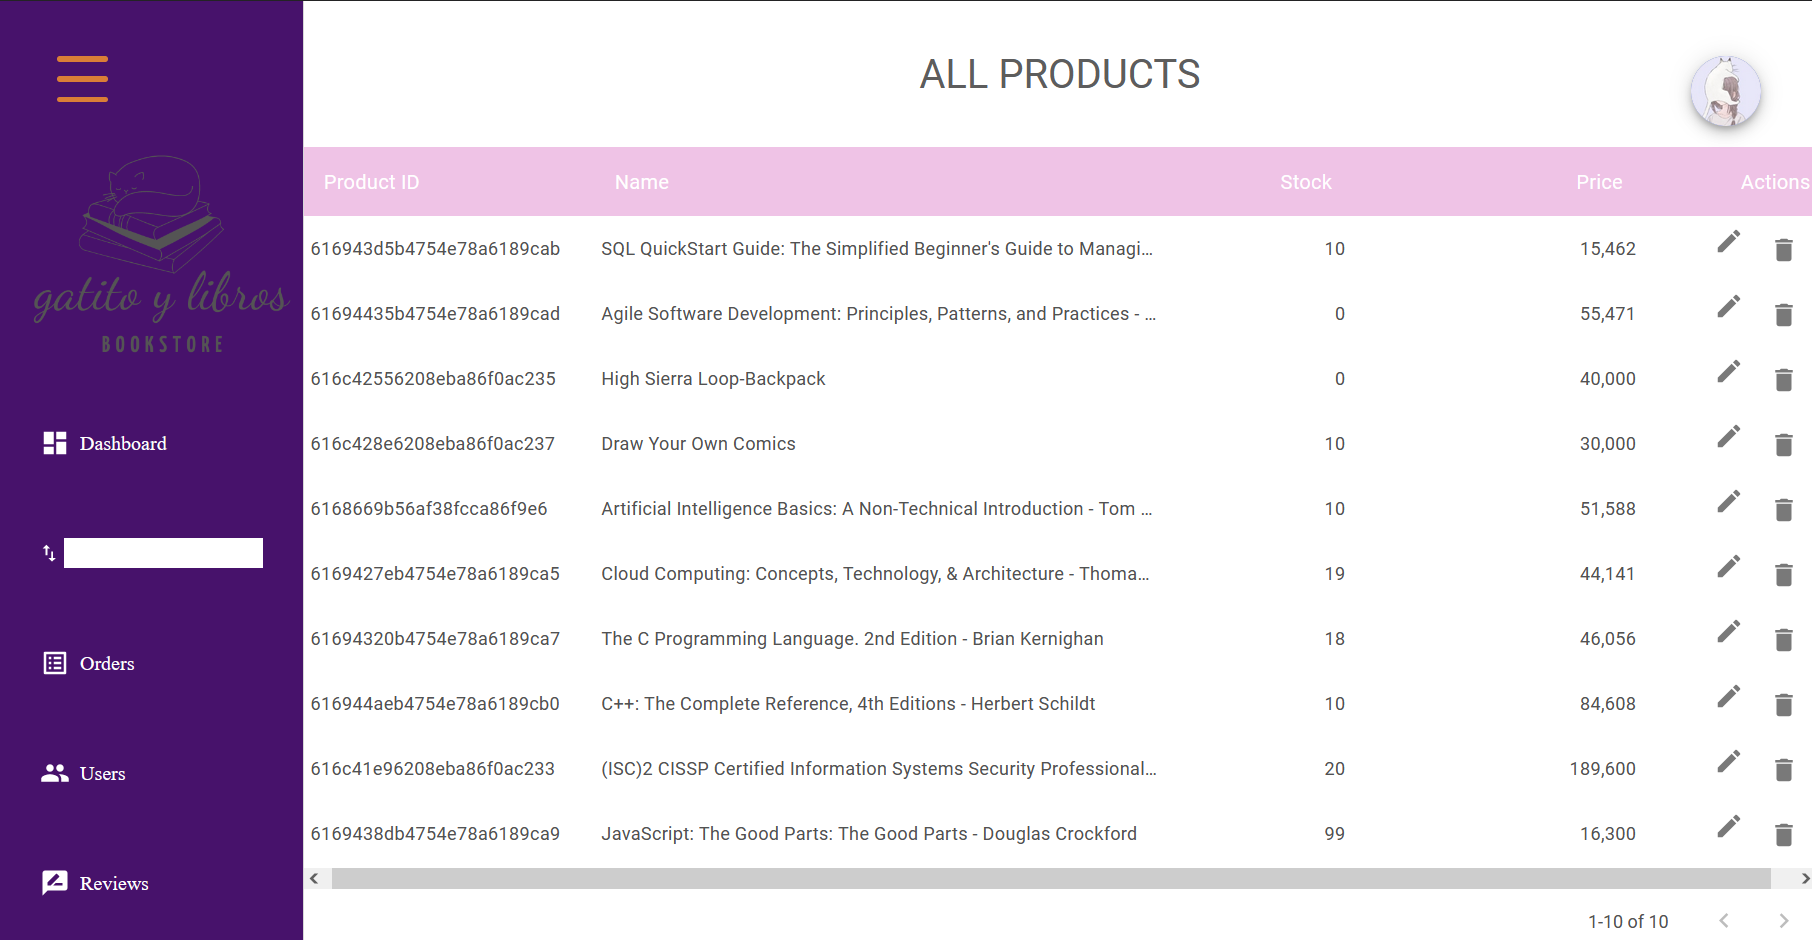 ALL PRODUCTS
gatito y libros
BOOKSTORE
Dashboard
Orders
Users
Reviews
Product ID Name Stock Price Actions
616943d5b4754e78a6189cab SQL QuickStart Guide: The Simplified Beginner's Guide to Managi... 10 15,462
61694435b4754e78a6189cad Agile Software Development: Principles, Patterns, and Practices - ... 0 55,471
616c42556208eba86f0ac235 High Sierra Loop-Backpack 0 40,000
616c428e6208eba86f0ac237 Draw Your Own Comics 10 30,000
6168669b56af38fcca86f9e6 Artificial Intelligence Basics: A Non-Technical Introduction - Tom ... 10 51,588
6169427eb4754e78a6189ca5 Cloud Computing: Concepts, Technology, & Architecture - Thoma... 19 44,141
61694320b4754e78a6189ca7 The C Programming Language. 2nd Edition - Brian Kernighan 18 46,056
616944aeb4754e78a6189cb0 C++: The Complete Reference, 4th Editions - Herbert Schildt 10 84,608
616c41e96208eba86f0ac233 (ISC)2 CISSP Certified Information Systems Security Professional... 20 189,600
6169438db4754e78a6189ca9 JavaScript: The Good Parts: The Good Parts - Douglas Crockford 99 16,300
1-10 of 10